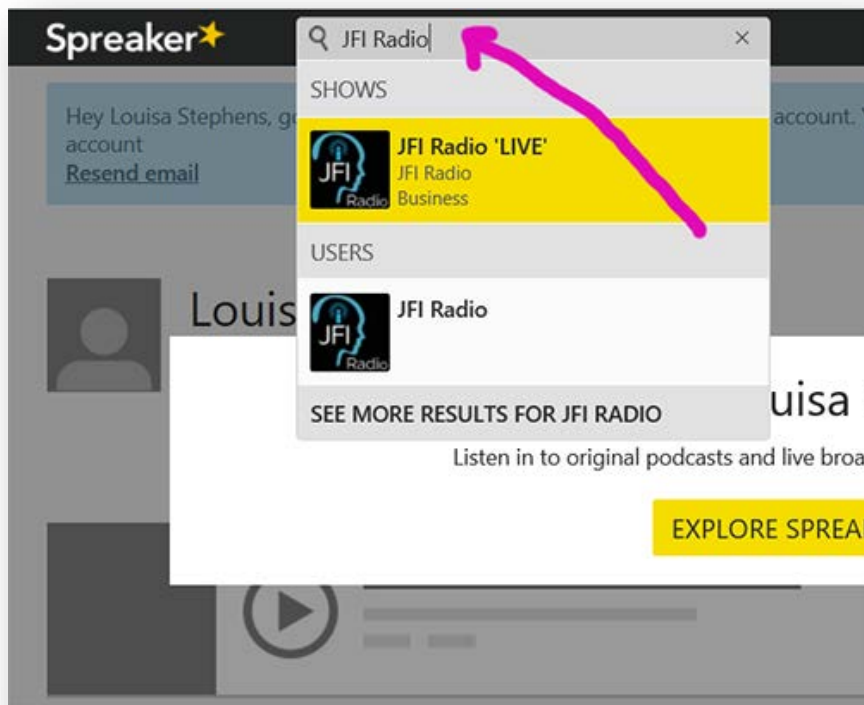 Spreaker
JFI Radio
SHOWS
Hey Louisa Stephens, account.
account
Resend email
JFI Radio 'LIVE'
JFI Radio
Business
JFI
Radio
USERS
Louis
JFI Radio
JFI
Radio
SEE MORE RESULTS FOR JFI RADIO
uisa
Listen in to original podcasts and live broa
EXPLORE SPREA